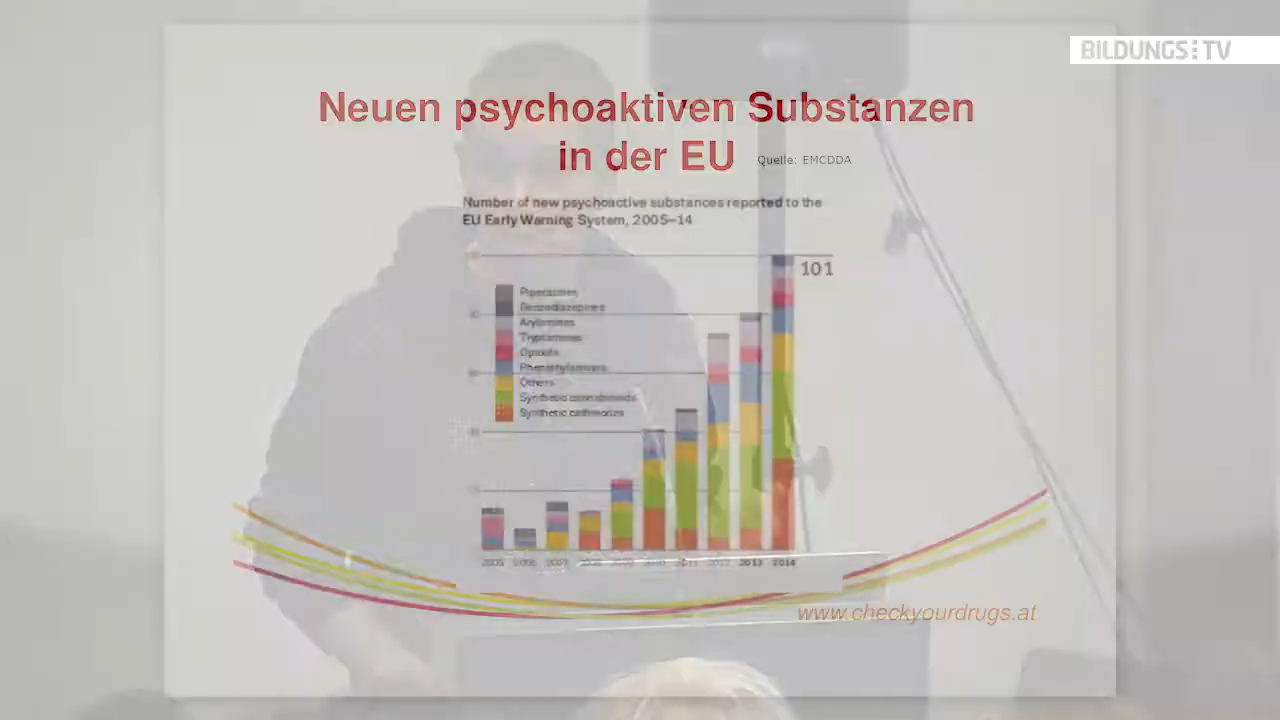 BILDUNGS:TV
Neuen psychoaktiven Substanzen
in der EU Quelle: EMCDDA
Number of new psychoactive substances reported to the
EU Early Warning System, 2005–14
101
Piperazines
Benzodiazepines
Arylamines
Tryptamines
Opioids
Phenethylamines
Others
Synthetic cannabinoids
Synthetic cathinones
2005 2006 2007 2008 2009 2010 2011 2012 2013 2014
www.checkyourdrugs.at